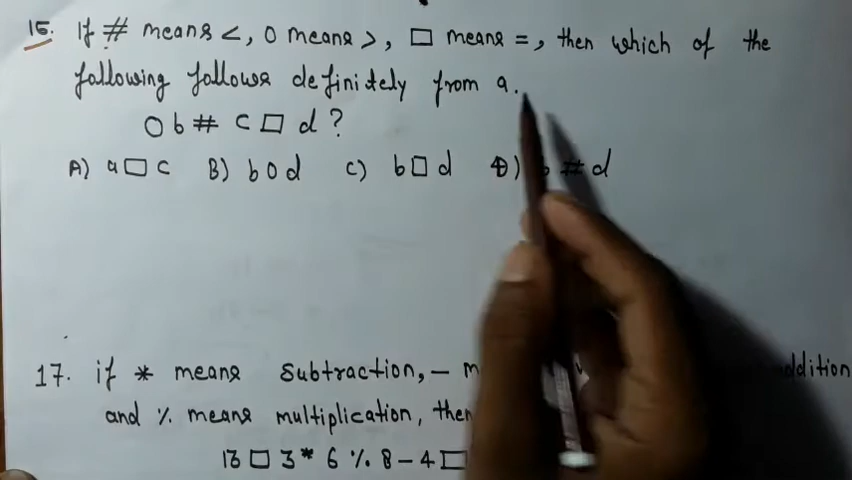 15. If # means <, O means >, □ means =, then which of the
following follows definitely from a.
O b # c □ d ?
A) a □ c B) b O d C) b □ d D) b # d
17. if * means subtraction, –
and % means multiplication, then
13 □ 3 * 6 % 8 – 4 □